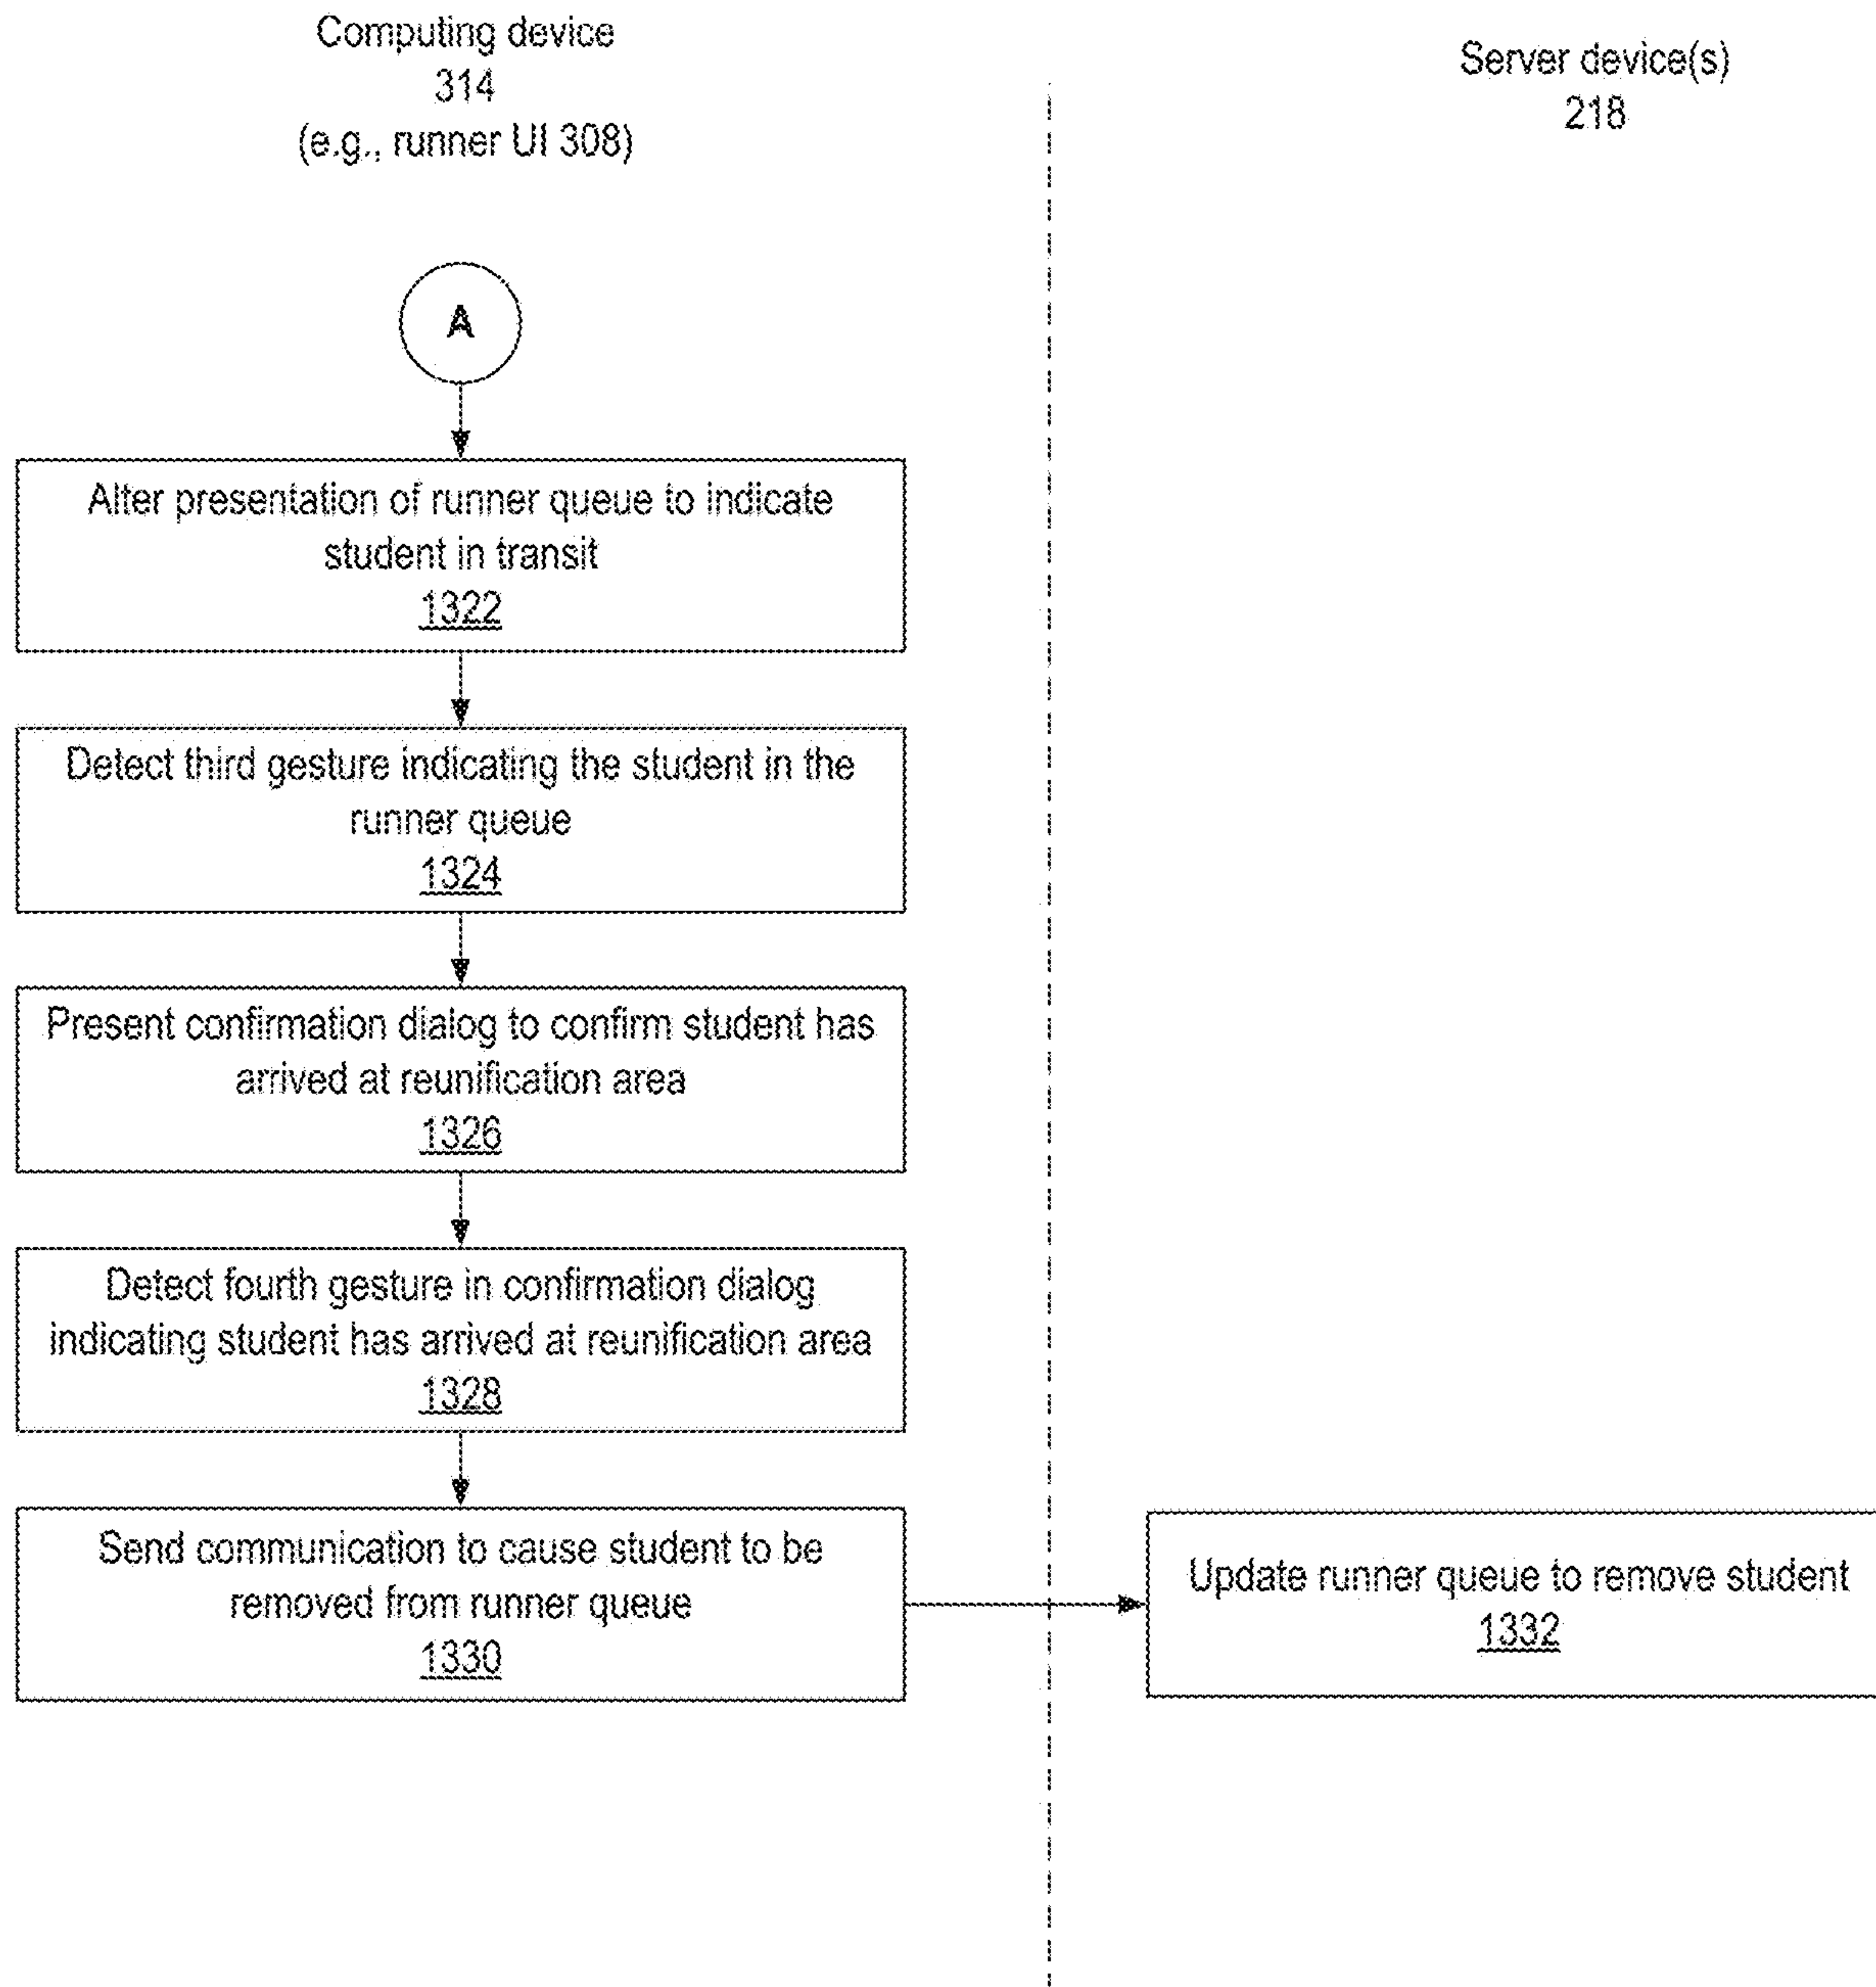 Computing device
314
(e.g., runner UI 308)
Server device(s)
218
A
Alter presentation of runner queue to indicate
student in transit
1322
Detect third gesture indicating the student in the
runner queue
1324
Present confirmation dialog to confirm student has
arrived at reunification area
1326
Detect fourth gesture in confirmation dialog
indicating student has arrived at reunification area
1328
Send communication to cause student to be
removed from runner queue
1330
Update runner queue to remove student
1332